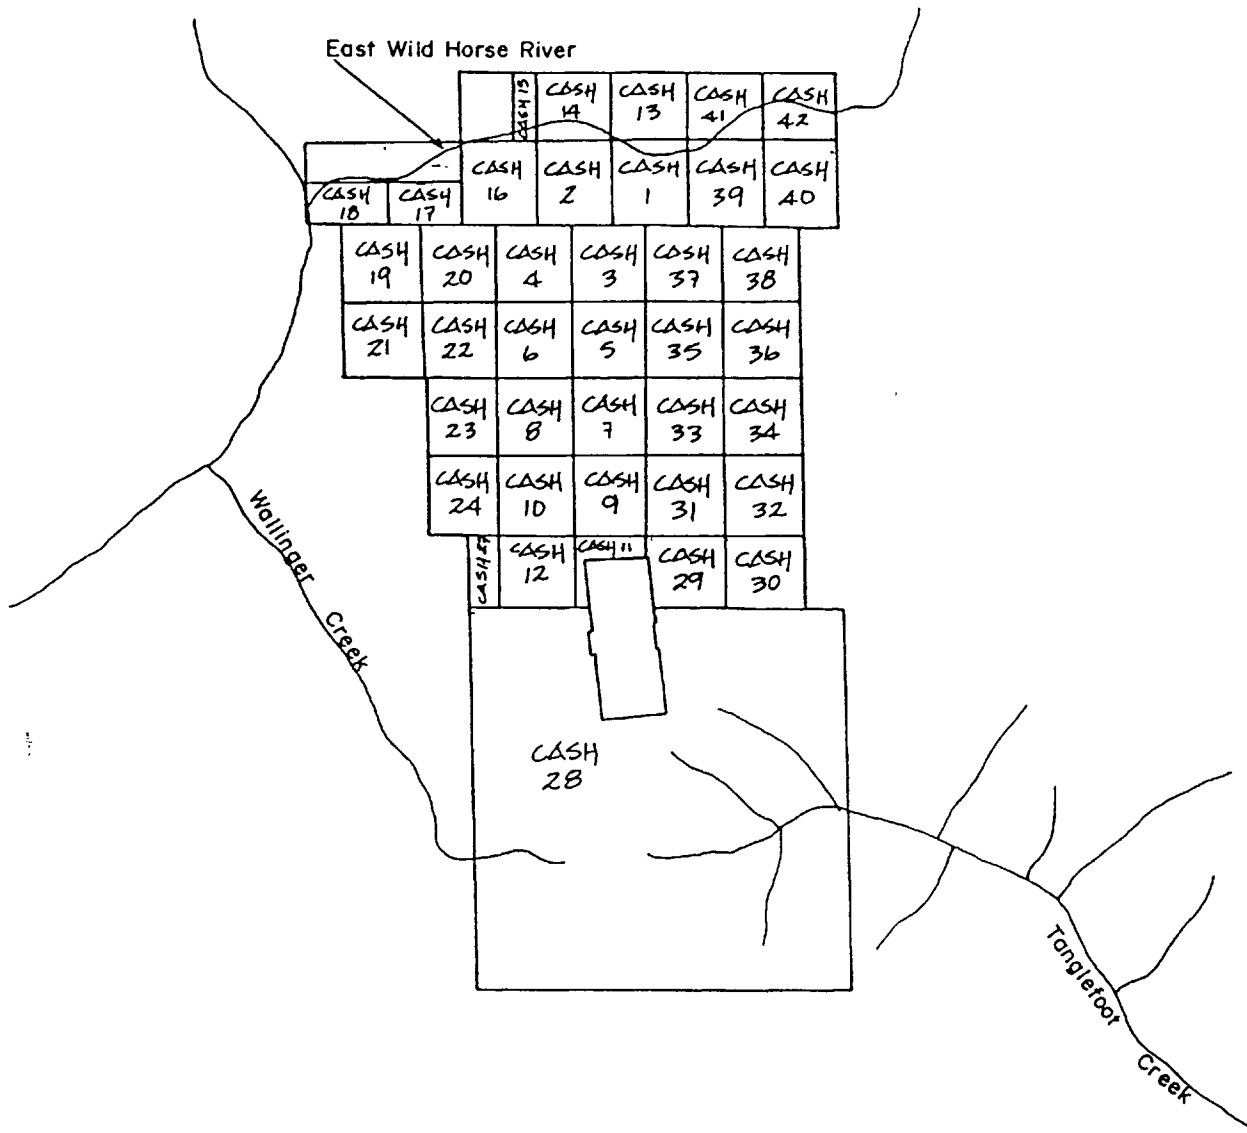 East Wild Horse River
CASH 15
CASH
14
CASH
13
CASH
41
CASH
42
CASH
18
CASH
17
CASH
16
CASH
2
CASH
1
CASH
39
CASH
40
CASH
19
CASH
20
CASH
4
CASH
3
CASH
37
CASH
38
CASH
21
CASH
22
CASH
6
CASH
5
CASH
35
CASH
36
CASH
23
CASH
8
CASH
7
CASH
33
CASH
34
CASH
24
CASH
10
CASH
9
CASH
31
CASH
32
CASH 27
CASH
12
CASH 11
CASH
29
CASH
30
CASH
28
Wallinger Creek
Tanglefoot Creek